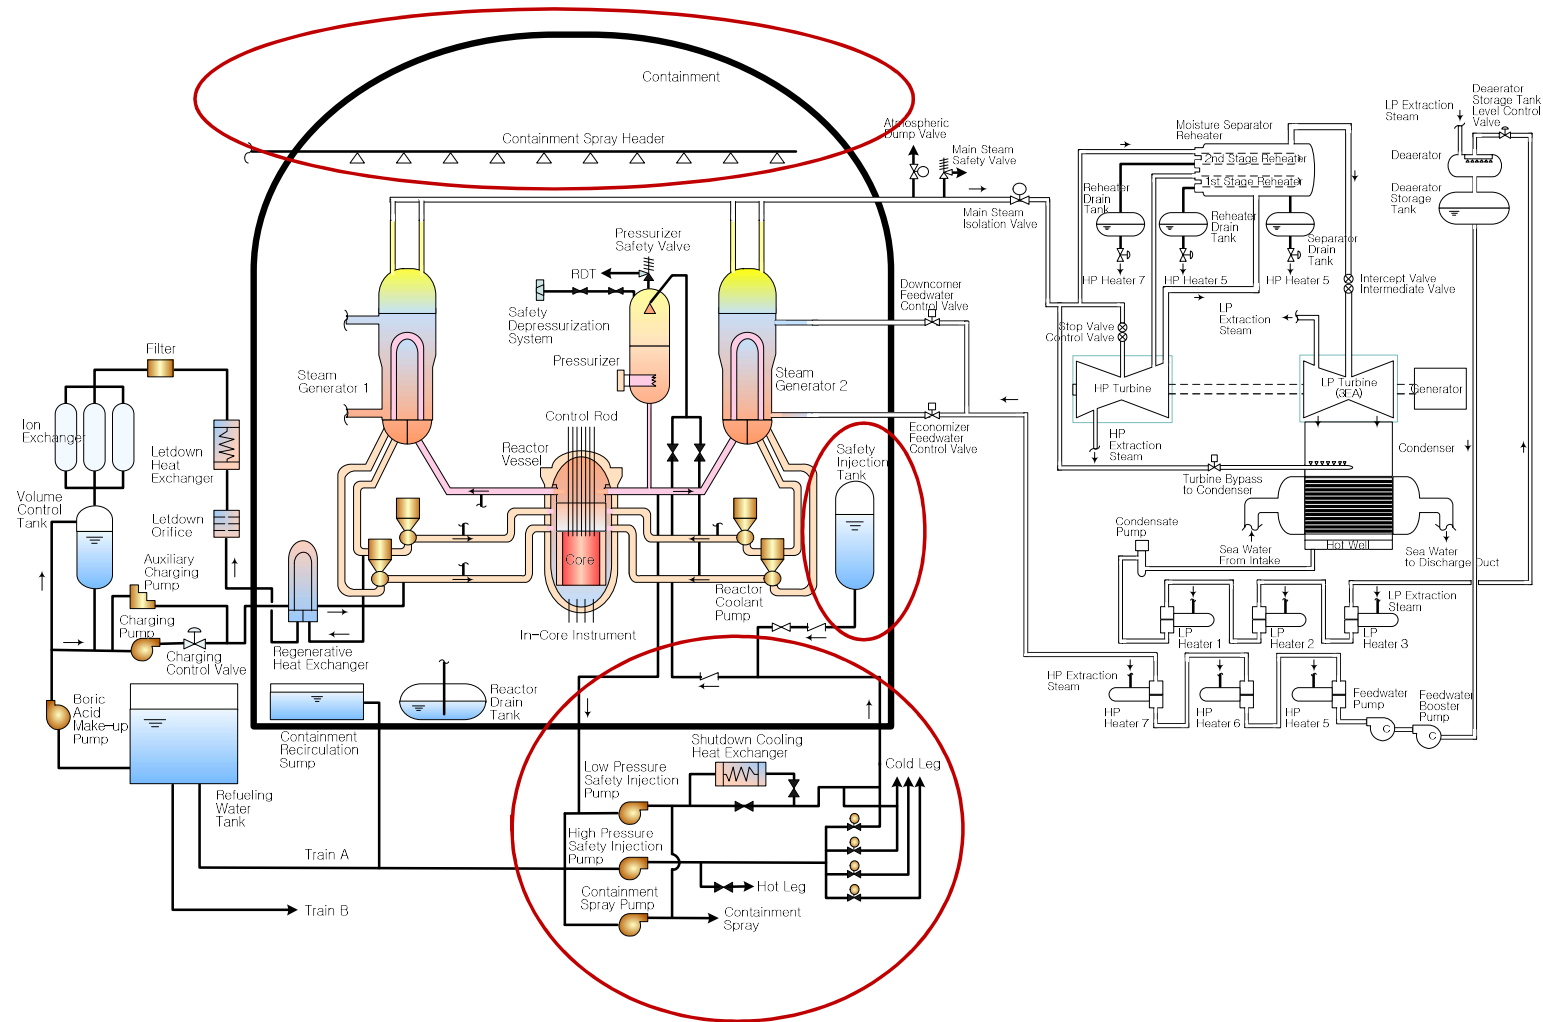 Containment
Containment Spray Header
Atmospheric
Dump Valve
Main Steam
Safety Valve
Main Steam
Isolation Valve
Moisture Separator
Reheater
2nd Stage Reheater
1st Stage Reheater
Reheater
Drain
Tank
Reheater
Drain
Tank
Separator
Drain
Tank
HP Heater 7
HP Heater 5
HP Heater 5
LP Extraction
Steam
Deaerator
Storage Tank
Level Control
Valve
Deaerator
Deaerator
Storage
Tank
Intercept Valve
Intermediate Valve
LP
Extraction
Steam
Stop Valve
Control Valve
HP Turbine
LP Turbine
(3EA)
Generator
HP
Extraction
Steam
Condenser
Turbine Bypass
to Condenser
Hot Well
Sea Water
From Intake
Sea Water
to Discharge Duct
Condensate
Pump
LP
Heater 1
LP
Heater 2
LP
Heater 3
LP Extraction
Steam
HP Extraction
Steam
HP
Heater 7
HP
Heater 6
HP
Heater 5
Feedwater
Pump
Feedwater
Booster
Pump
C
C
Pressurizer
Safety Valve
RDT
Safety
Depressurization
System
Pressurizer
Downcomer
Feedwater
Control Valve
Economizer
Feedwater
Control Valve
Steam
Generator 1
Steam
Generator 2
Control Rod
Reactor
Vessel
Core
In-Core Instrument
Reactor
Coolant
Pump
Safety
Injection
Tank
Filter
Ion
Exchanger
Letdown
Heat
Exchanger
Volume
Control
Tank
Letdown
Orifice
Auxiliary
Charging
Pump
Charging
Pump
Charging
Control Valve
Regenerative
Heat Exchanger
Boric
Acid
Make-up
Pump
Containment
Recirculation
Sump
Reactor
Drain
Tank
Refueling
Water
Tank
Train A
Train B
Shutdown Cooling
Heat Exchanger
Low Pressure
Safety Injection
Pump
High Pressure
Safety Injection
Pump
Containment
Spray Pump
Cold Leg
Hot Leg
Containment
Spray